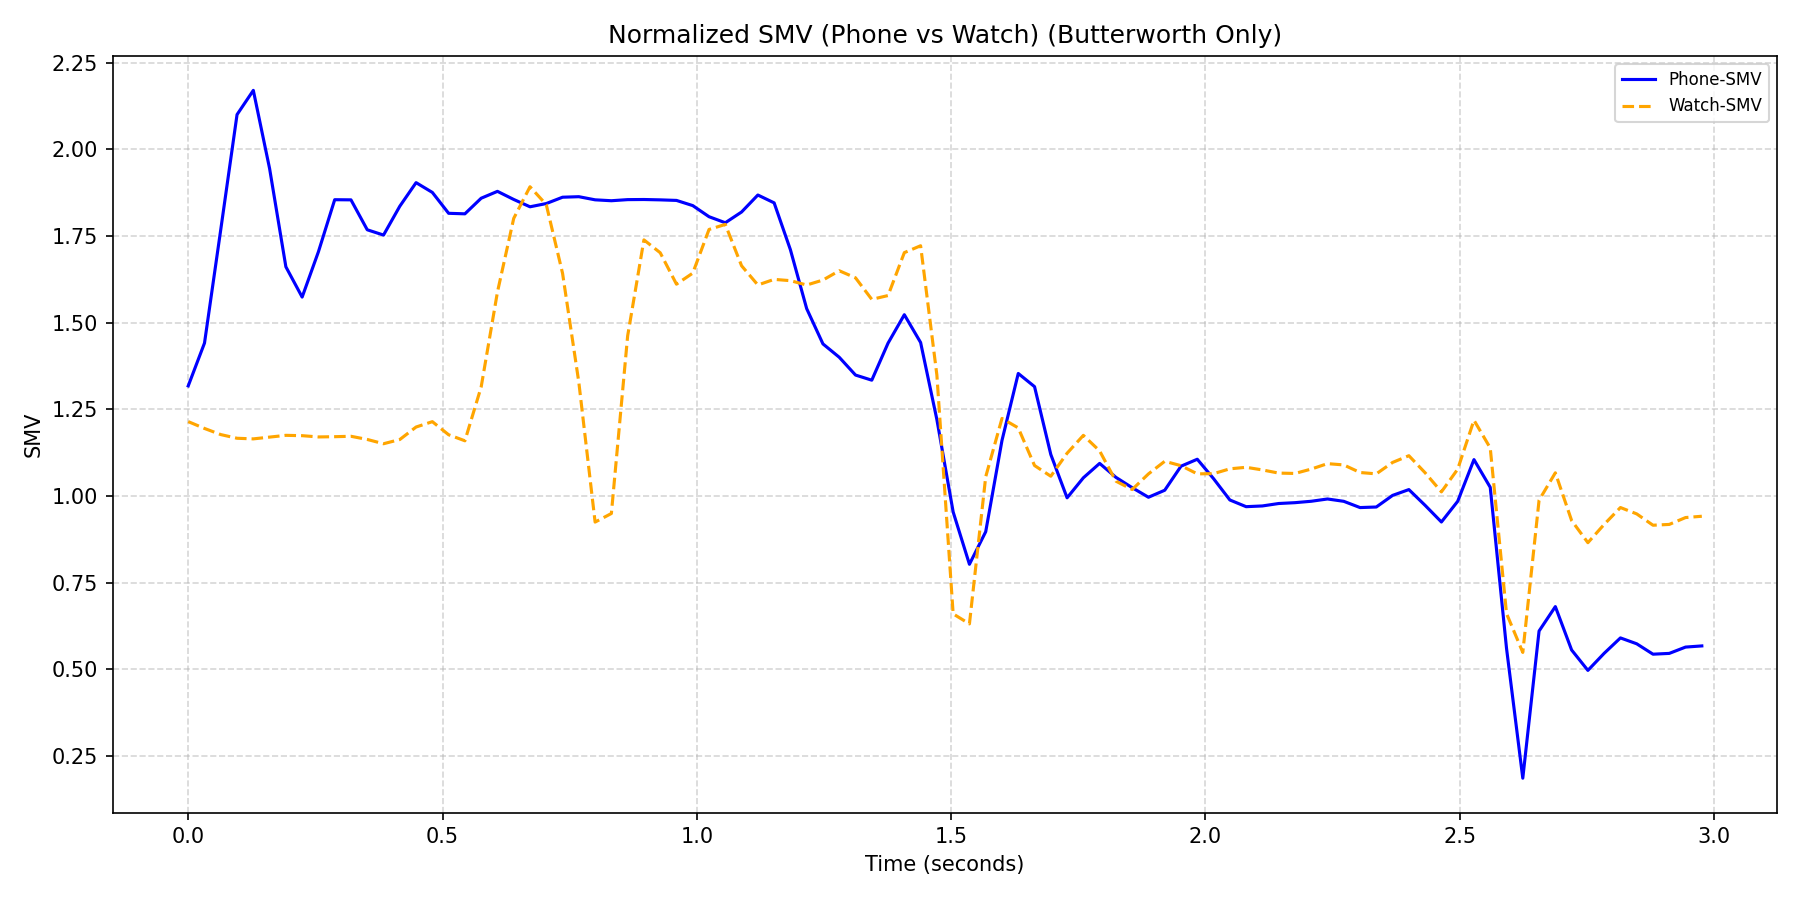 Normalized SMV (Phone vs Watch) (Butterworth Only)
Phone-SMV
Watch-SMV
SMV
2.25
2.00
1.75
1.50
1.25
1.00
0.75
0.50
0.25
0.0 0.5 1.0 1.5 2.0 2.5 3.0
Time (seconds)